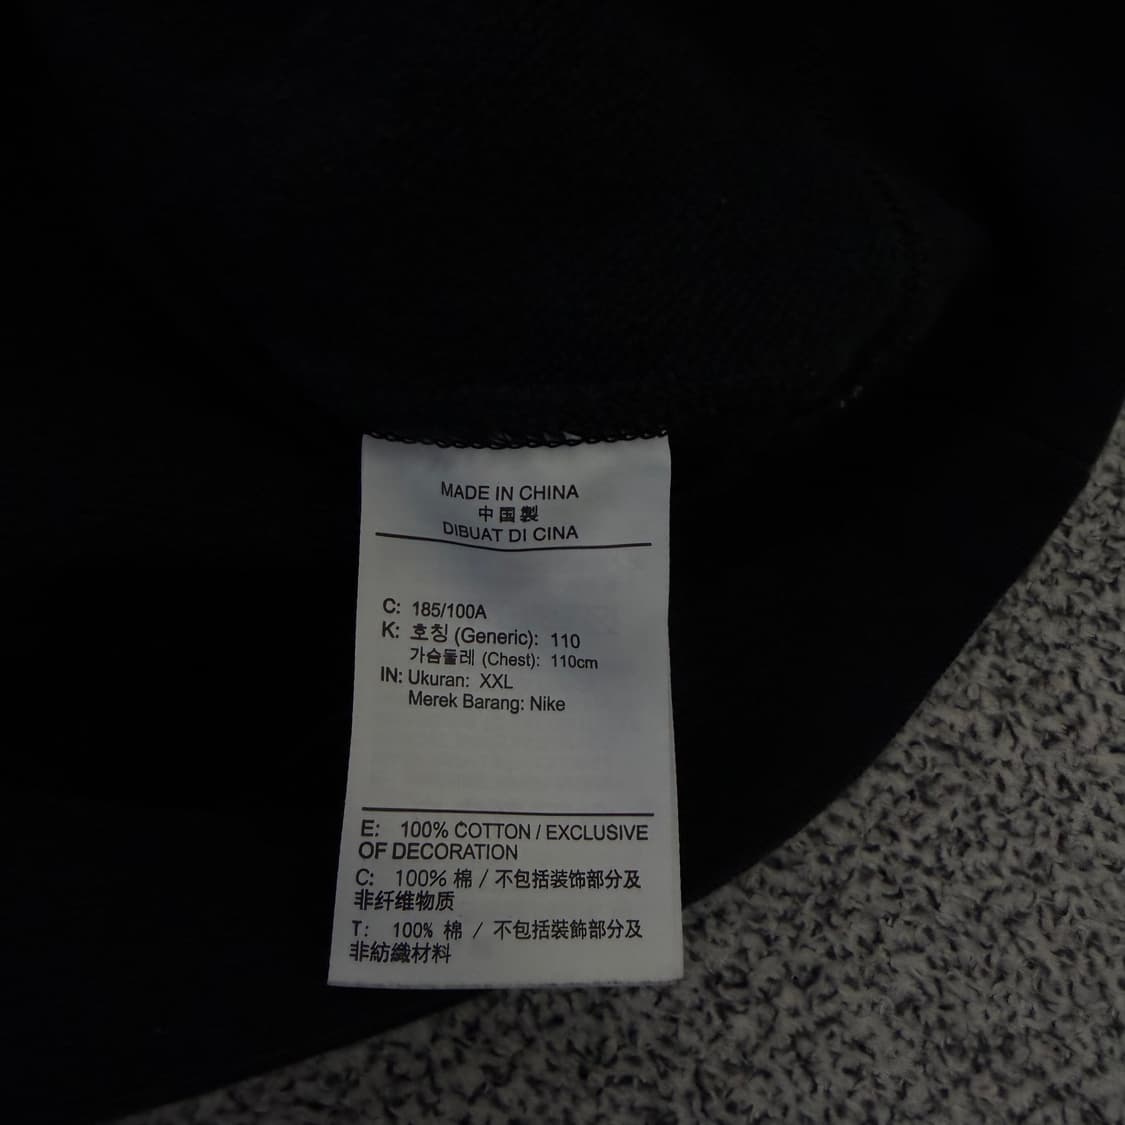 MADE IN CHINA
中国製
DIBUAT DI CINA
C: 185/100A
K: 호칭 (Generic): 110
가슴둘레 (Chest): 110cm
IN: Ukuran: XXL
Merek Barang: Nike
E: 100% COTTON / EXCLUSIVE
OF DECORATION
C: 100% 棉 / 不包括装饰部分及
非纤维物质
T: 100% 棉 / 不包括裝飾部分及
非紡織材料